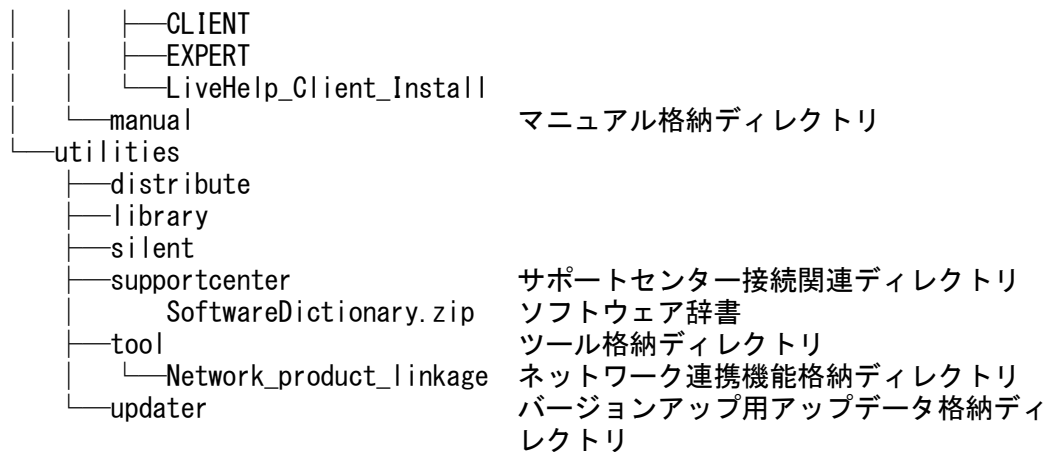 │　　│　　├──CLIENT
│　　│　　├──EXPERT
│　　│　　└──LiveHelp_Client_Install
│　　└──manual　マニュアル格納ディレクトリ
└──utilities
　　├──distribute
　　├──library
　　├──silent
　　├──supportcenter　サポートセンター接続関連ディレクトリ
　　│　　　SoftwareDictionary.zip　ソフトウェア辞書
　　├──tool　ツール格納ディレクトリ
　　│　　└──Network_product_linkage　ネットワーク連携機能格納ディレクトリ
　　└──updater　バージョンアップ用アップデータ格納ディ
レクトリ